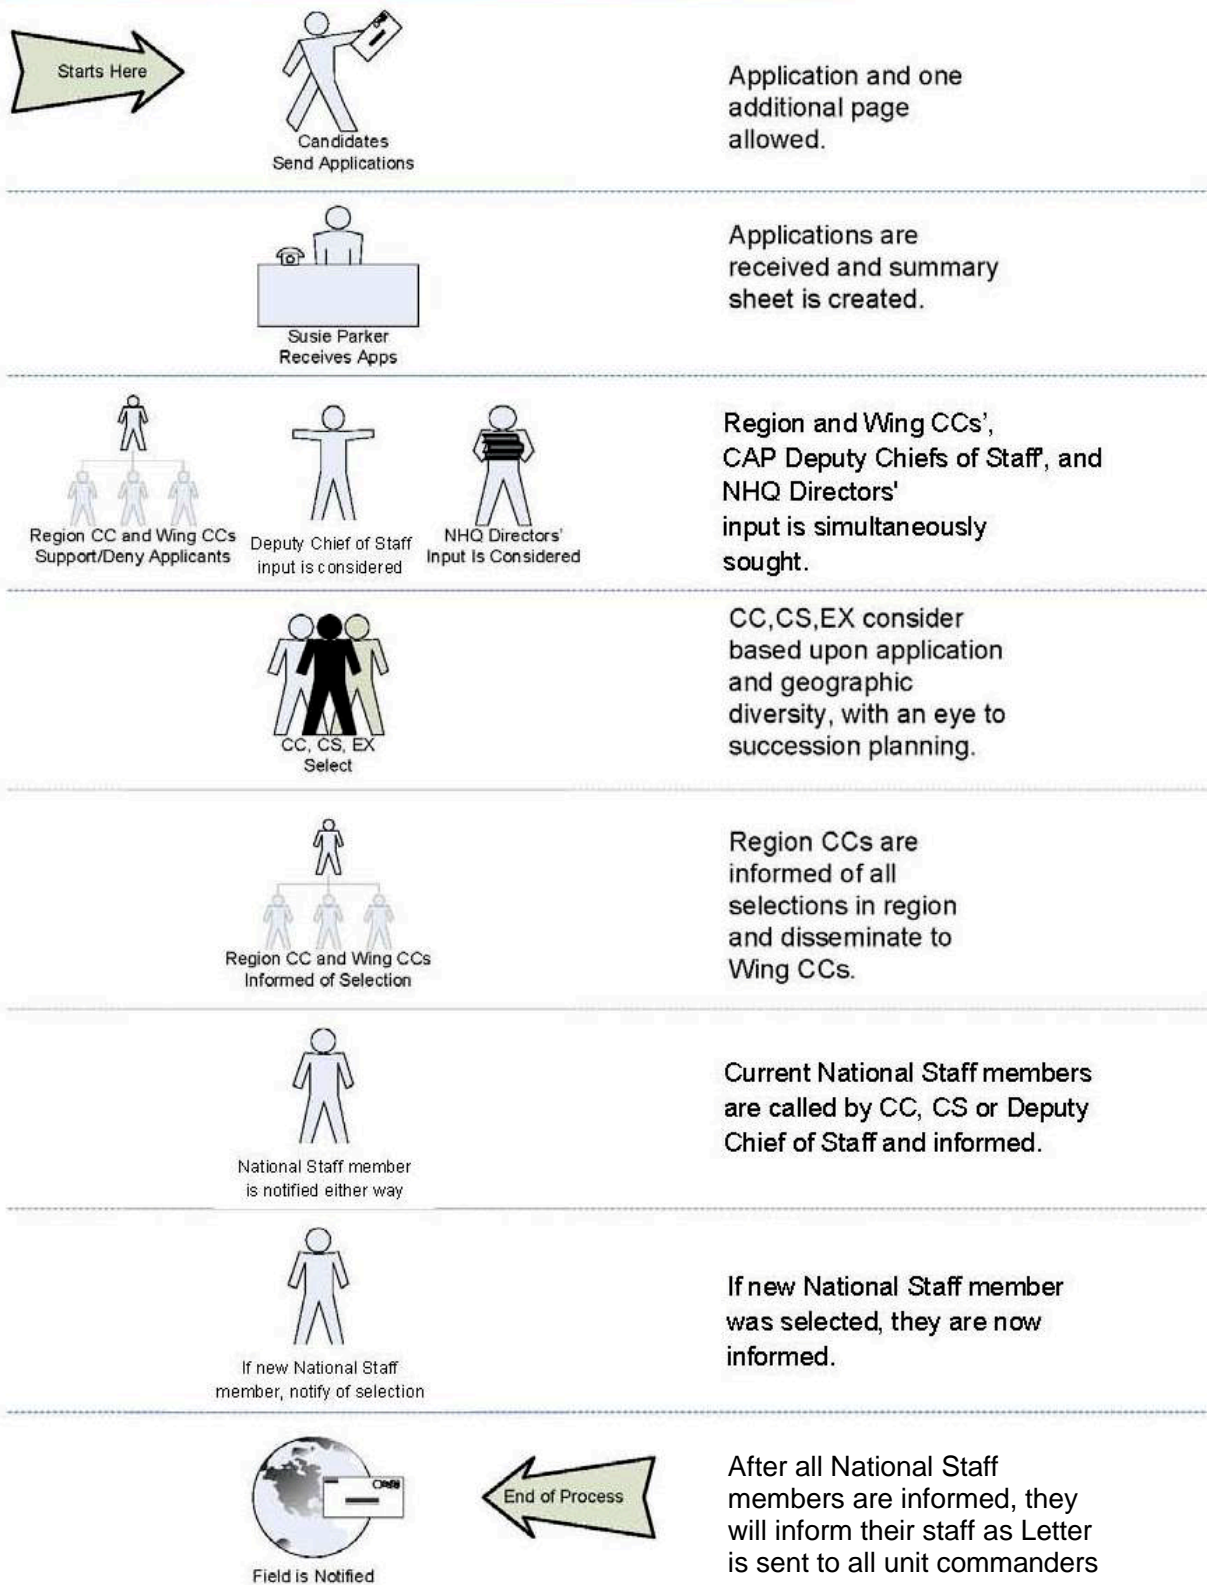 Starts Here
Candidates
Send Applications
Application and one
additional page
allowed.
Susie Parker
Receives Apps
Applications are
received and summary
sheet is created.
Region CC and Wing CCs
Support/Deny Applicants
Deputy Chief of Staff
input is considered
NHQ Directors'
Input Is Considered
Region and Wing CCs',
CAP Deputy Chiefs of Staff, and
NHQ Directors'
input is simultaneously
sought.
CC, CS, EX
Select
CC,CS,EX consider
based upon application
and geographic
diversity, with an eye to
succession planning.
Region CC and Wing CCs
Informed of Selection
Region CCs are
informed of all
selections in region
and disseminate to
Wing CCs.
National Staff member
is notified either way
Current National Staff members
are called by CC, CS or Deputy
Chief of Staff and informed.
If new National Staff
member, notify of selection
If new National Staff member
was selected, they are now
informed.
Field is Notified
End of Process
After all National Staff
members are informed, they
will inform their staff as Letter
is sent to all unit commanders